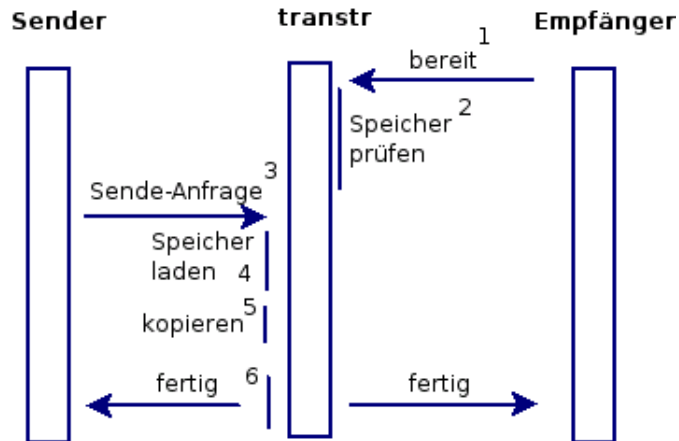 Sender transtr Empfänger
bereit 1
Speicher 2
prüfen
Sende-Anfrage 3
Speicher
laden 4
kopieren 5
fertig 6 fertig